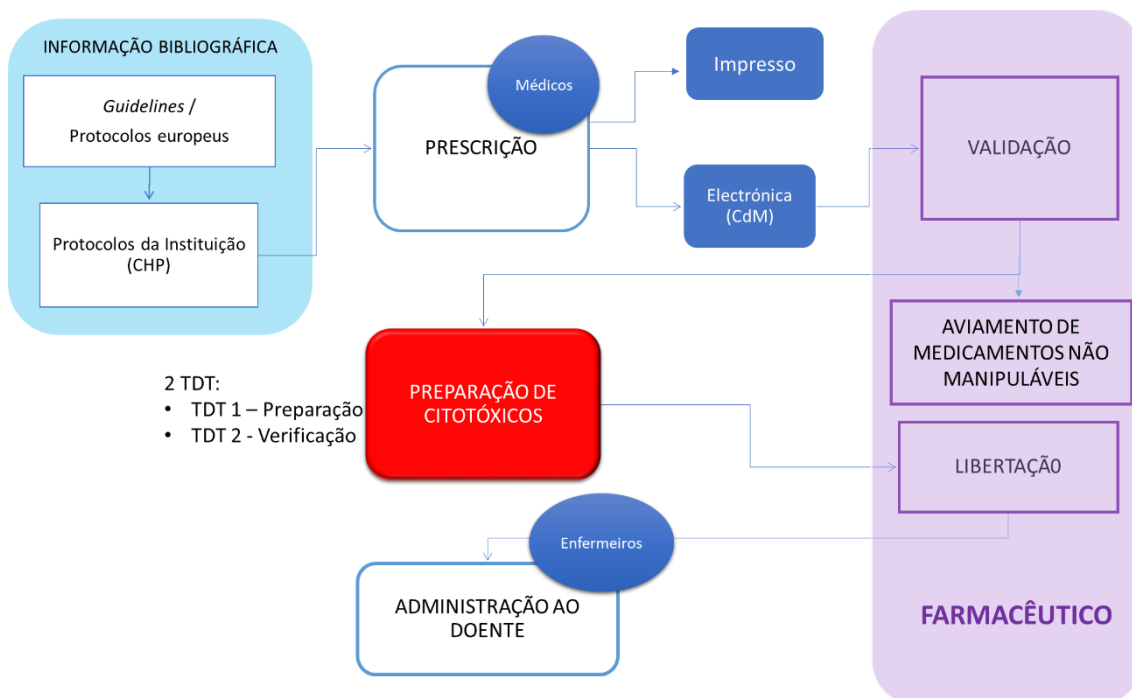 INFORMAÇÃO BIBLIOGRÁFICA
Guidelines /
Protocolos europeus
Protocolos da Instituição
(CHP)
Médicos
PRESCRIÇÃO
Impresso
Electrónica
(CdM)
VALIDAÇÃO
AVIAMENTO DE
MEDICAMENTOS NÃO
MANIPULÁVEIS
2 TDT:
• TDT 1 – Preparação
• TDT 2 - Verificação
PREPARAÇÃO DE
CITOTÓXICOS
LIBERTAÇÃ0
Enfermeiros
ADMINISTRAÇÃO AO
DOENTE
FARMACÊUTICO